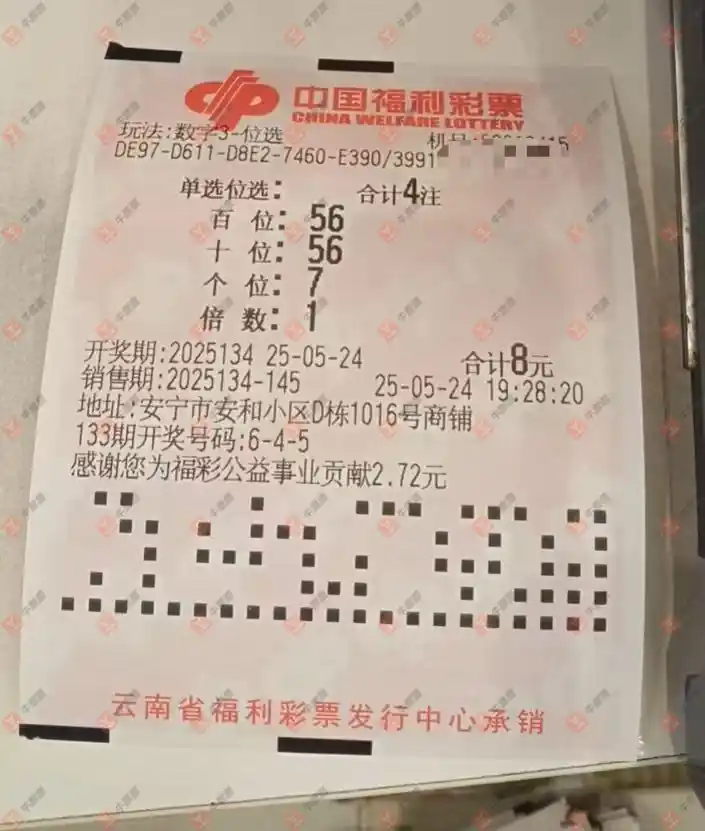 中国福利彩票
CHINA WELFARE LOTTERY
玩法:数字3-位选 机号:
DE97-D611-D8E2-7460-E390/3991
单选位选: 合计4注
百 位: 56
十 位: 56
个 位: 7
倍 数: 1
开奖期:2025134 25-05-24 合计8元
销售期:2025134-145 25-05-24 19:28:20
地址:安宁市安和小区D栋1016号商铺
133期开奖号码:6-4-5
感谢您为福彩公益事业贡献2.72元
云南省福利彩票发行中心承销